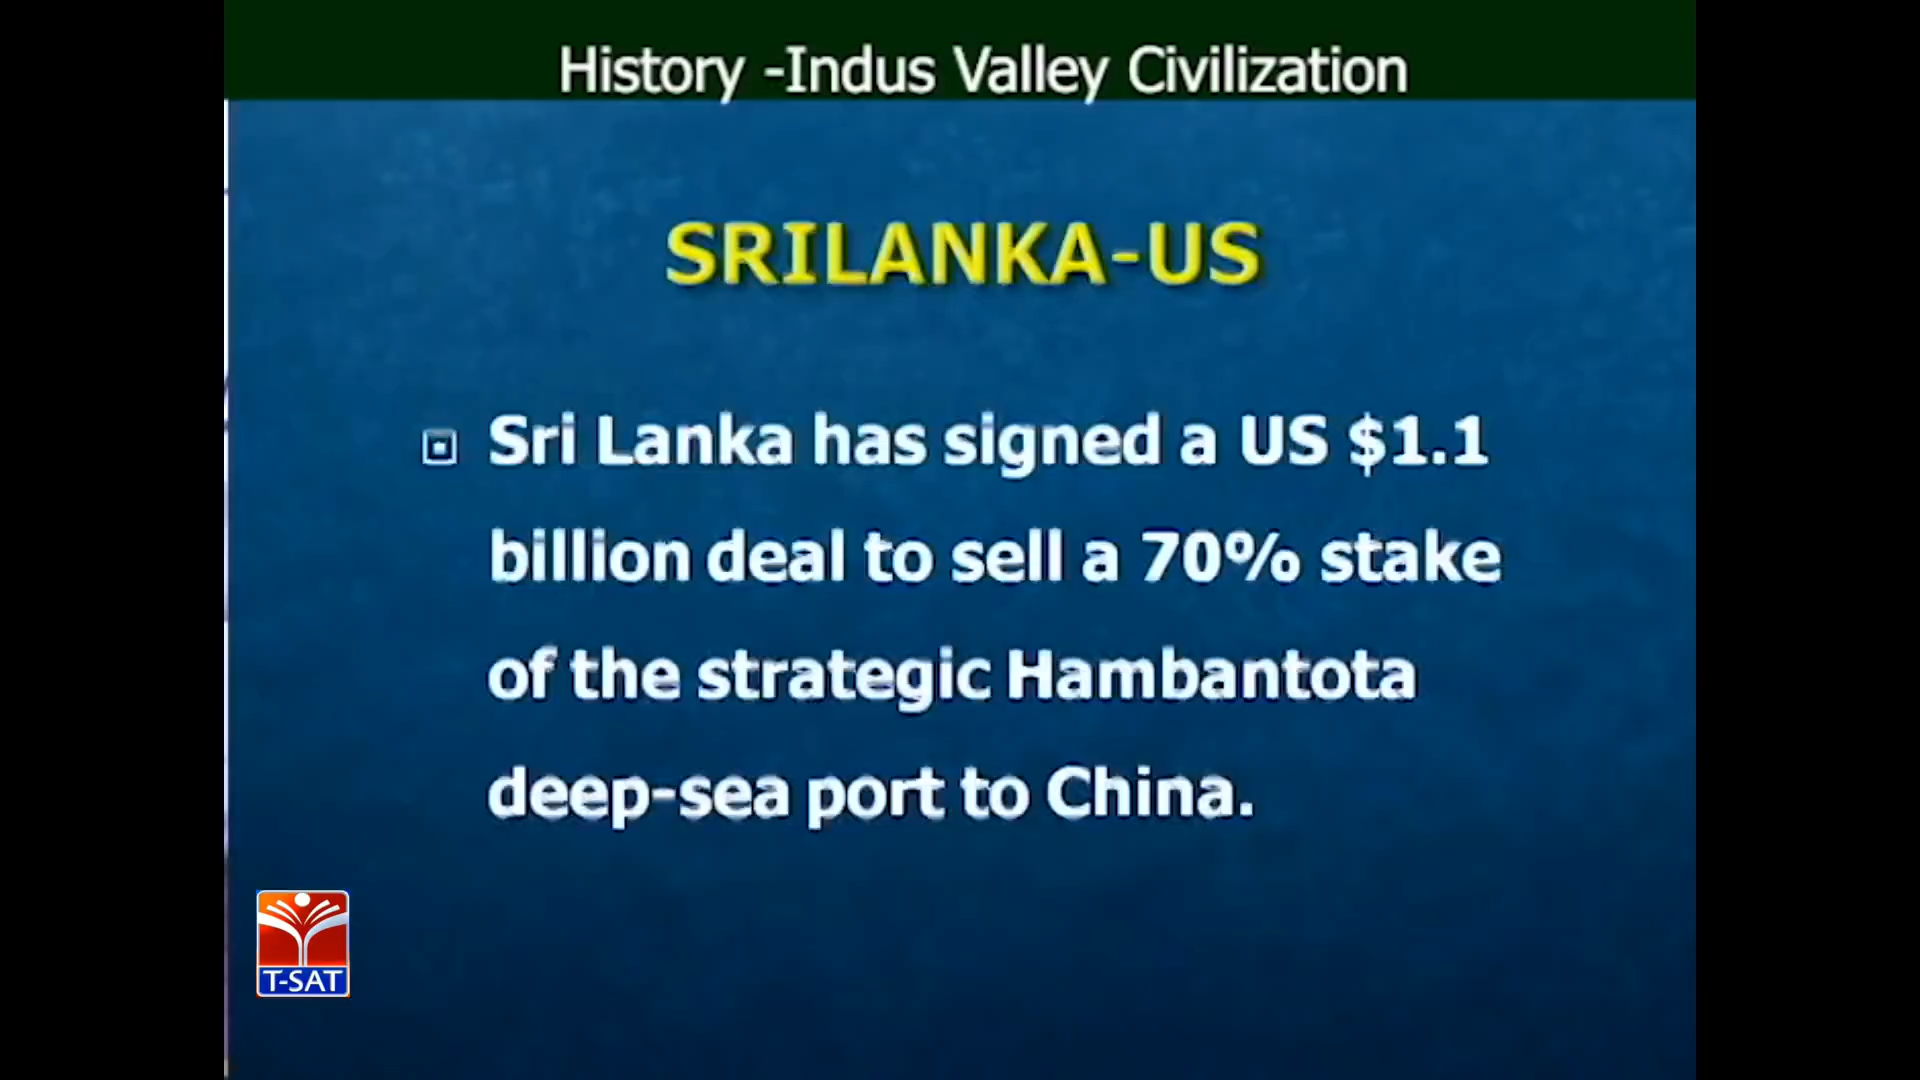 History -Indus Valley Civilization
SRILANKA-US
Sri Lanka has signed a US $1.1
billion deal to sell a 70% stake
of the strategic Hambantota
deep-sea port to China.
T-SAT